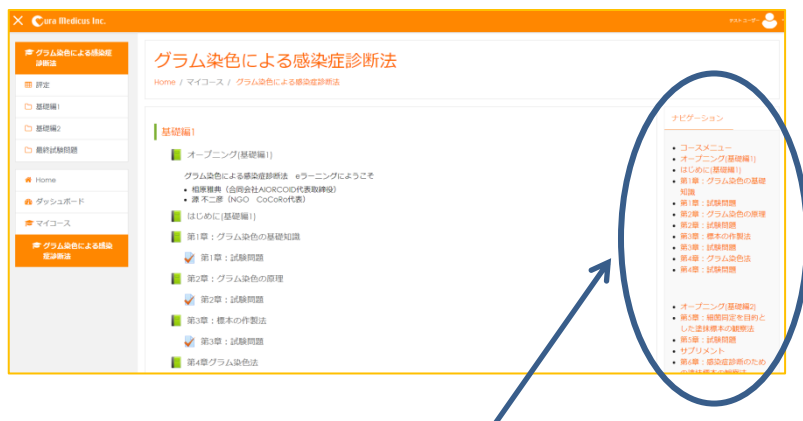 Cura Medicus Inc.
テストユーザー
グラム染色による感染症
診断法
評定
基礎編1
基礎編2
最終試験問題
Home
ダッシュボード
マイコース
グラム染色による感染
症診断法
グラム染色による感染症診断法
Home / マイコース / グラム染色による感染症診断法
基礎編1
オープニング(基礎編1)
グラム染色による感染症診断法 eラーニングにようこそ
• 相原雅典（合同会社AIORCOID代表取締役）
• 源 不二彦（NGO CoCoRo代表）
はじめに(基礎編1)
第1章：グラム染色の基礎知識
第1章：試験問題
第2章：グラム染色の原理
第2章：試験問題
第3章：標本の作製法
第3章：試験問題
第4章グラム染色法
ナビゲーション
• コースメニュー
• オープニング(基礎編1)
• はじめに(基礎編1)
• 第1章：グラム染色の基礎
知識
• 第1章：試験問題
• 第2章：グラム染色の原理
• 第2章：試験問題
• 第3章：標本の作製法
• 第3章：試験問題
• 第4章：グラム染色法
• 第4章：試験問題
• オープニング(基礎編2)
• 第5章：細菌同定を目的と
した塗抹標本の観察法
• 第5章：試験問題
• サプリメント
• 第6章：感染症診断のため
の塗抹標本の観察法